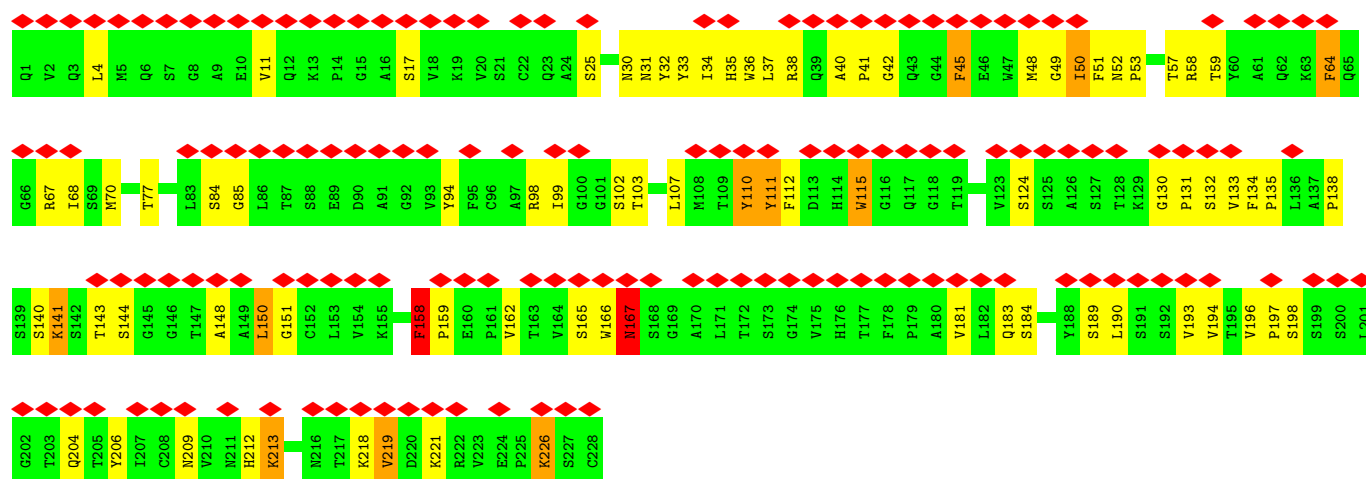 Q1 V2 Q3 L4 M5 Q6 S7 G8 A9 E10 V11 Q12 K13 P14 G15 A16 S17 V18 K19 V20 S21 C22 Q23 A24 S25 N30 N31 Y32 Y33 I34 H35 W36 L37 R38 Q39 A40 P41 G42 Q43 G44 F45 E46 W47 M48 G49 I50 F51 N52 P53 T57 R58 T59 Y60 A61 Q62 K63 F64 Q65
G66 R67 I68 S69 M70 T77 L83 S84 G85 L86 T87 S88 E89 D90 A91 G92 V93 Y94 F95 C96 A97 R98 I99 G100 G101 S102 T103 L107 M108 T109 Y110 Y111 F112 D113 H114 W115 G116 Q117 G118 T119 V123 S124 S125 A126 S127 T128 K129 G130 P131 S132 V133 F134 P135 L136 A137 P138
S139 S140 K141 S142 T143 S144 G145 G146 T147 A148 A149 L150 G151 C152 L153 V154 K155 F158 P159 E160 P161 V162 T163 V164 S165 W166 N167 S168 G169 A170 L171 T172 S173 G174 V175 H176 T177 F178 P179 A180 V181 L182 Q183 S184 Y188 S189 L190 S191 S192 V193 V194 T195 V196 P197 S198 S199 S200 L201
G202 T203 Q204 T205 Y206 I207 C208 N209 V210 N211 H212 K213 N216 T217 K218 V219 D220 K221 R222 V223 E224 P225 K226 S227 C228